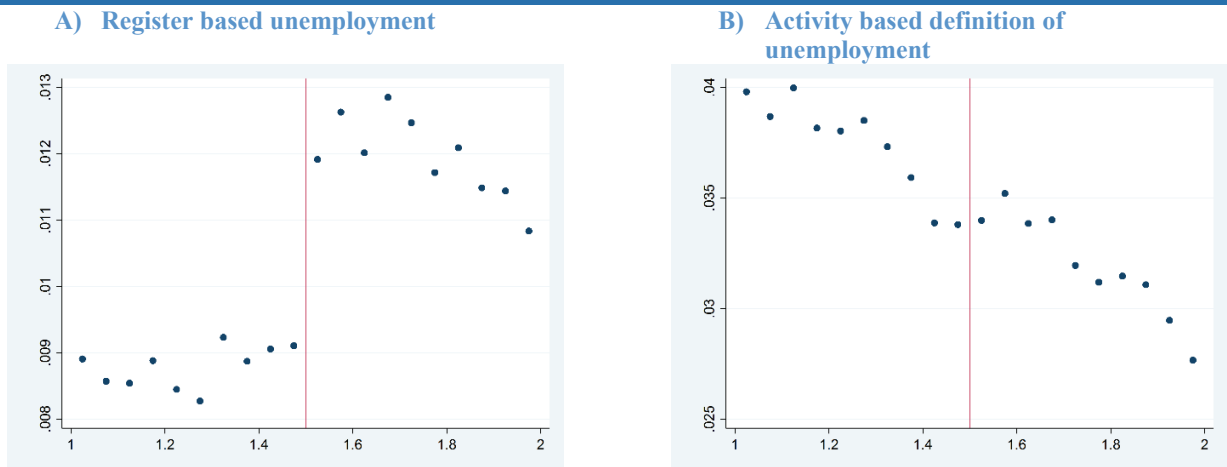 A) Register based unemployment
.013
.012
.011
.01
.009
.008
1 1.2 1.4 1.6 1.8 2
B) Activity based definition of
unemployment
.04
.035
.03
.025
1 1.2 1.4 1.6 1.8 2